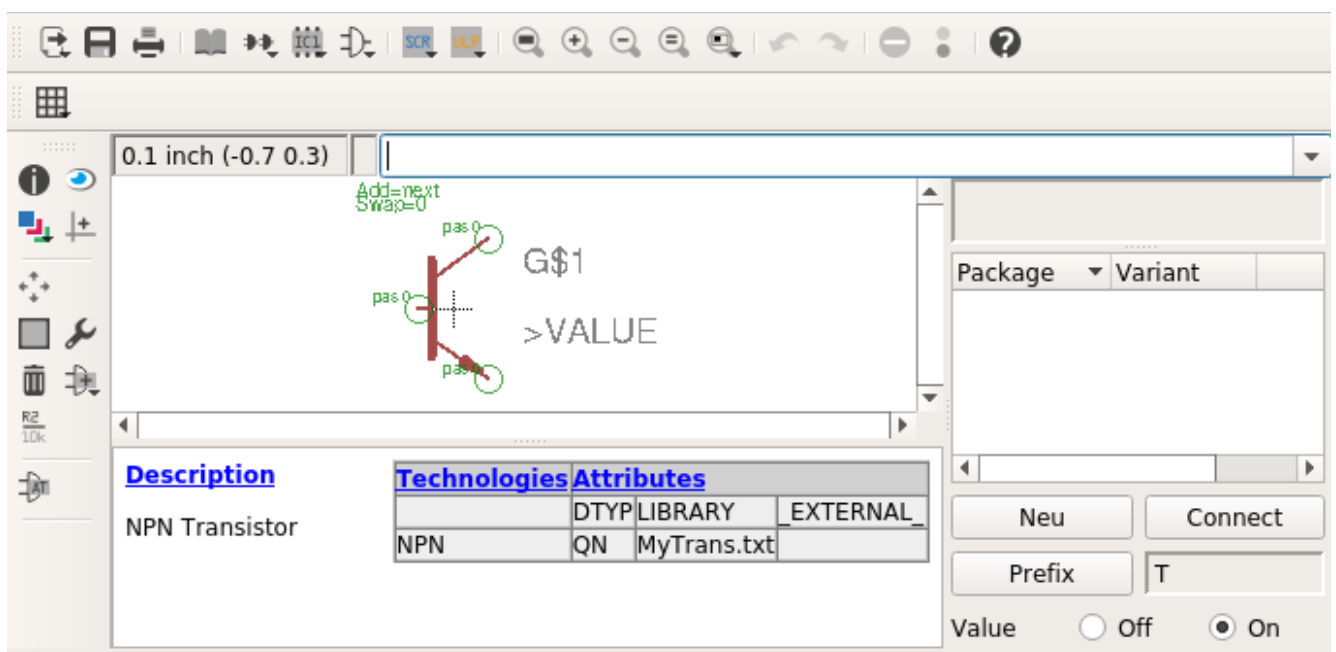 IC1
SCR ULP
0.1 inch (-0.7 0.3)
Add=next
Swap=0
pas 0
G$1
pas 0
>VALUE
pas 0
Package Variant
R2
10k
Description
Technologies Attributes
DTYP LIBRARY _EXTERNAL_
NPN Transistor
NPN QN MyTrans.txt
Neu Connect
Prefix T
Value Off On